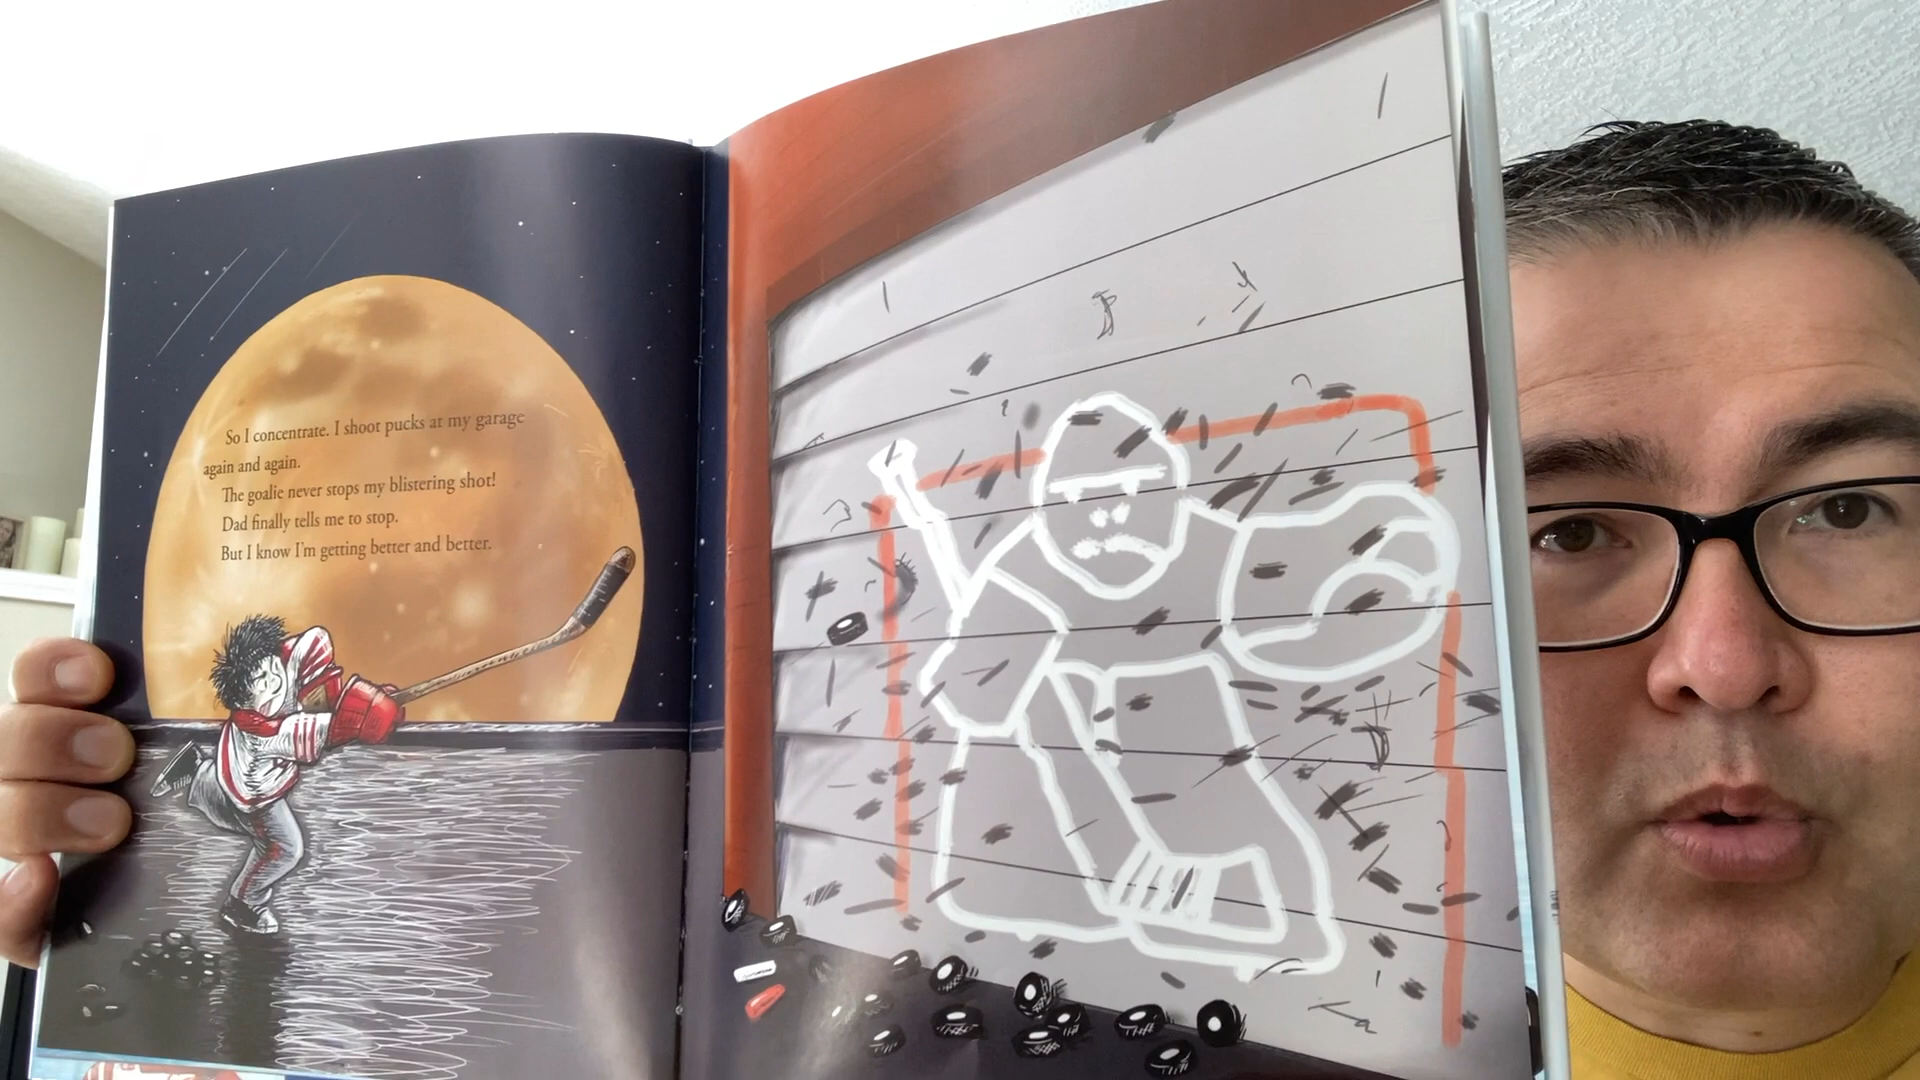 So I concentrate. I shoot pucks at my garage
again and again.
The goalie never stops my blistering shot!
Dad finally tells me to stop.
But I know I'm getting better and better.